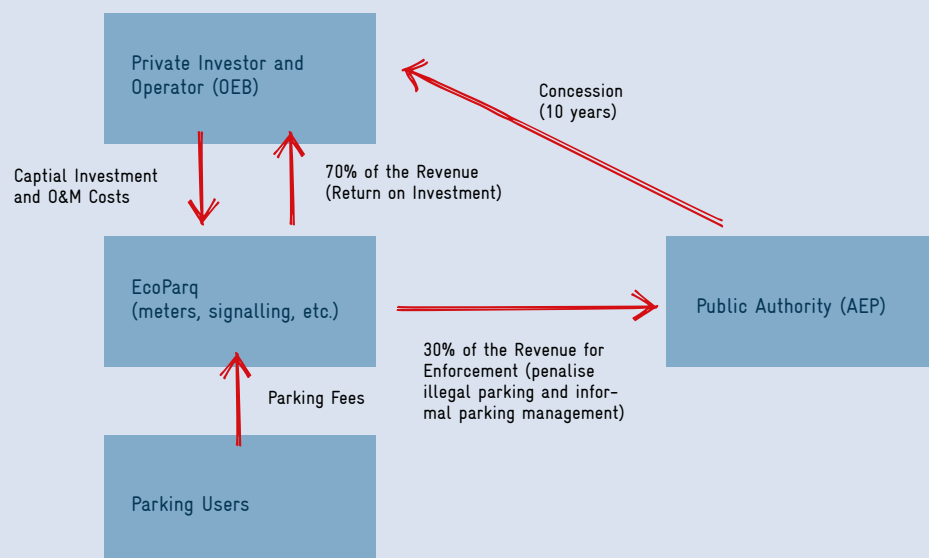 Private Investor and
Operator (OEB)
Concession
(10 years)
Captial Investment
and O&M Costs
70% of the Revenue
(Return on Investment)
EcoParq
(meters, signalling, etc.)
Public Authority (AEP)
30% of the Revenue for
Enforcement (penalise
illegal parking and infor-
mal parking management)
Parking Fees
Parking Users